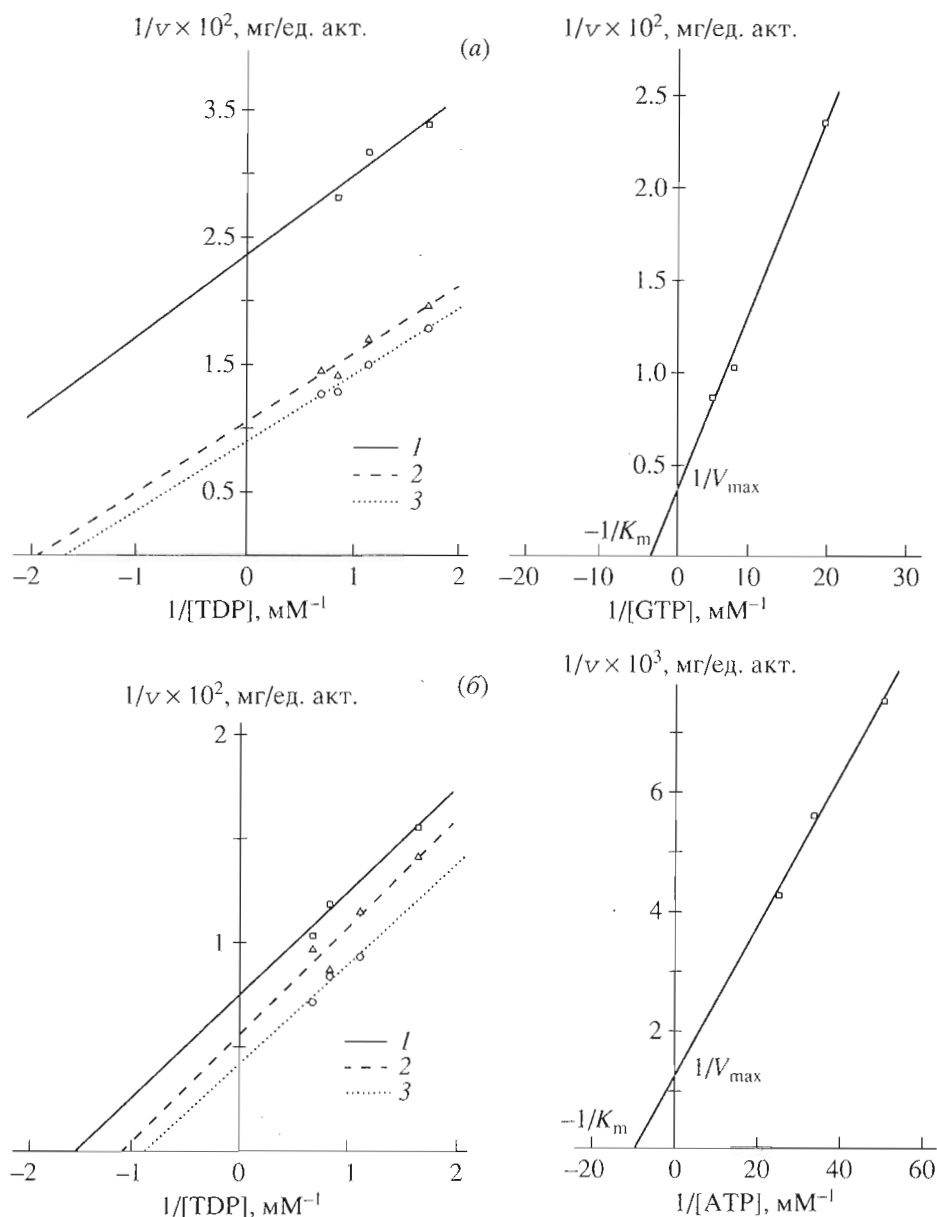 1/v × 10², мг/ед. акт.
(а)
3.5
2.5
1.5
0.5
1
2
3
−2
−1
0
1
2
1/[TDP], мМ⁻¹
1/v × 10², мг/ед. акт.
2.5
2.0
1.5
1.0
0.5
1/Vmax
−1/Km
−20
−10
0
10
20
30
1/[GTP], мМ⁻¹
1/v × 10², мг/ед. акт.
(б)
2
1
1
2
3
−2
−1
0
1
2
1/[TDP], мМ⁻¹
1/v × 10³, мг/ед. акт.
6
4
2
1/Vmax
−1/Km
−20
0
20
40
60
1/[ATP], мМ⁻¹